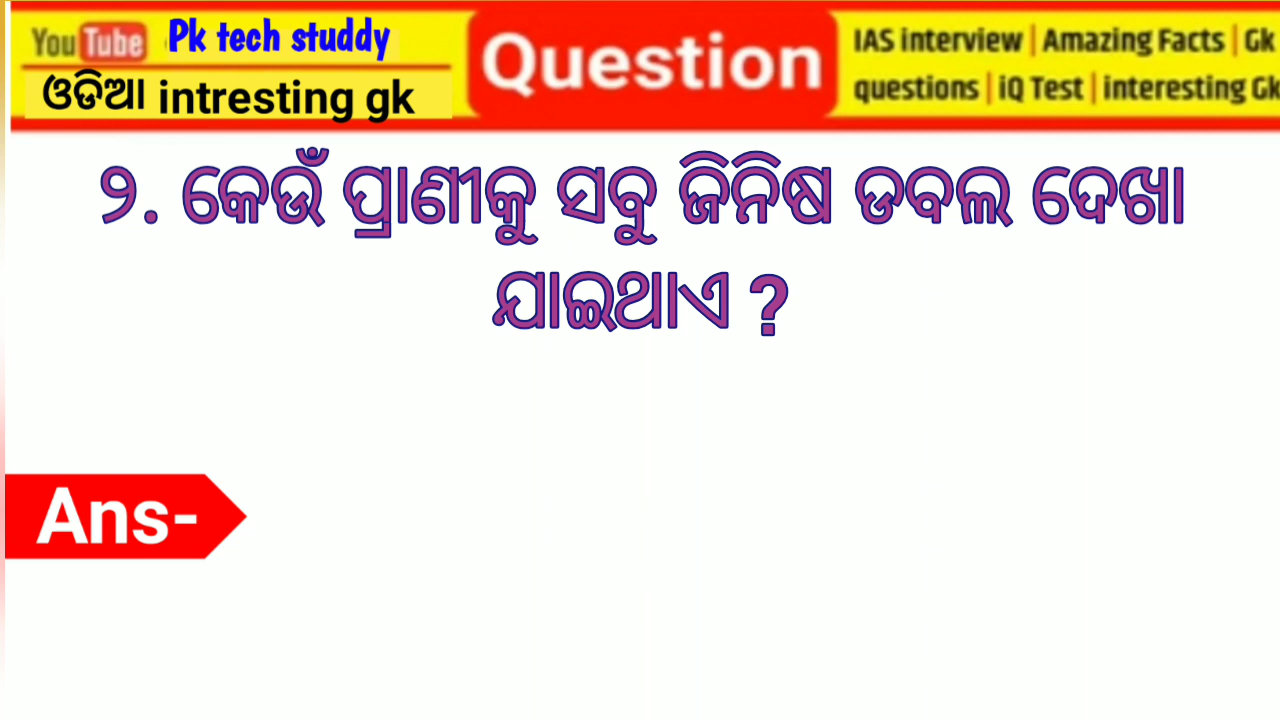 YouTube Pk tech studdy
ଓଡିଆ intresting gk
Question
IAS interview | Amazing Facts | Gk
questions | iQ Test | interesting Gk
୨. କେଉଁ ପ୍ରାଣୀକୁ ସବୁ ଜିନିଷ ଡବଲ ଦେଖା
ଯାଇଥାଏ ?
Ans-